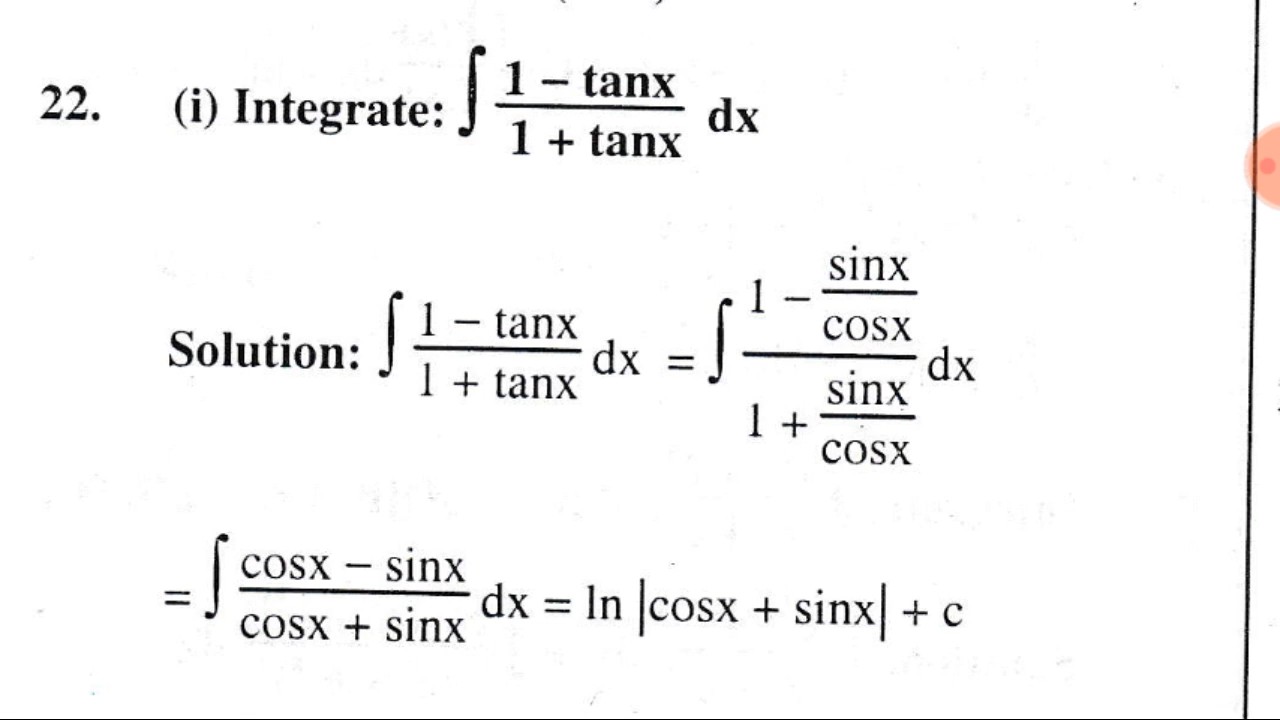 22. (i) Integrate: ∫ (1 − tanx)/(1 + tanx) dx
Solution: ∫ (1 − tanx)/(1 + tanx) dx = ∫ (1 − sinx/cosx)/(1 + sinx/cosx) dx
= ∫ (cosx − sinx)/(cosx + sinx) dx = ln |cosx + sinx| + c